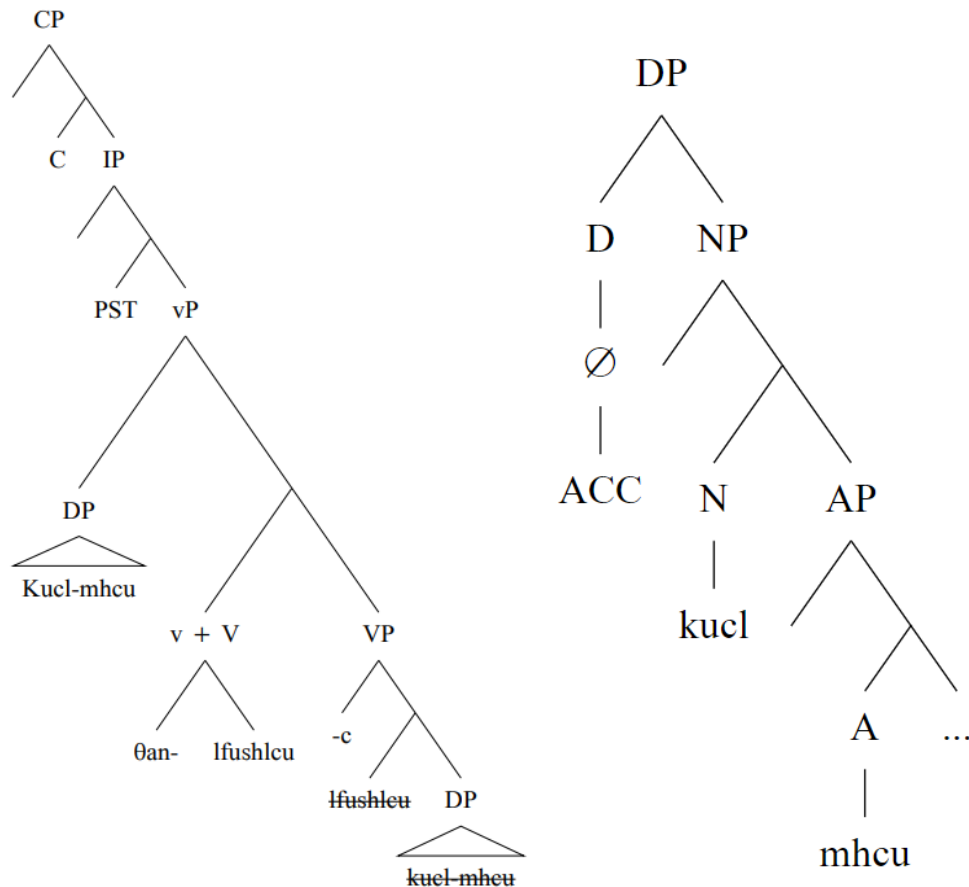 CP
C IP
PST vP
DP
Kucl-mhcu
v + V VP
θan- lfushlcu -c
lfushlcu DP
kucl-mhcu
DP
D NP
∅
ACC N AP
kucl
A ...
mhcu